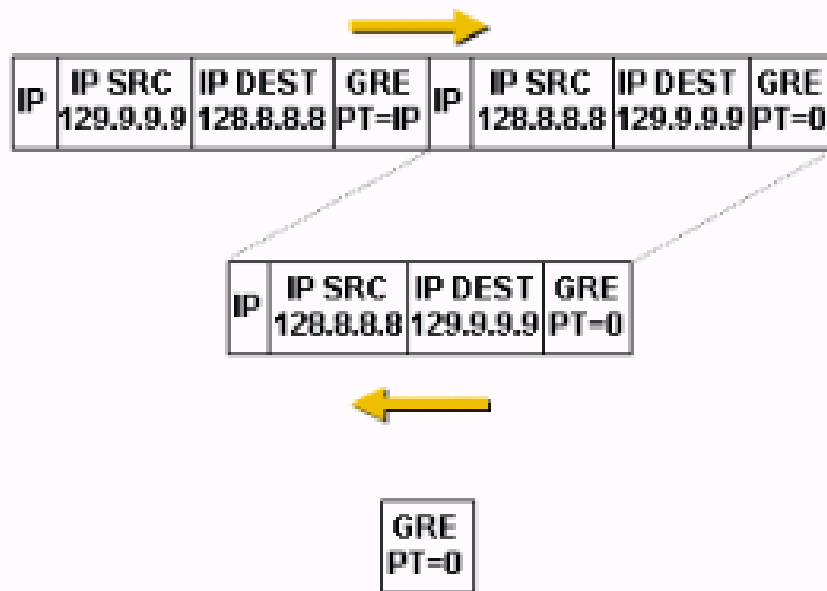 IP SRC IP DEST GRE IP SRC IP DEST GRE
IP 129.9.9.9 128.8.8.8 PT=IP IP 128.8.8.8 129.9.9.9 PT=0
IP SRC IP DEST GRE
IP 128.8.8.8 129.9.9.9 PT=0
GRE
PT=0